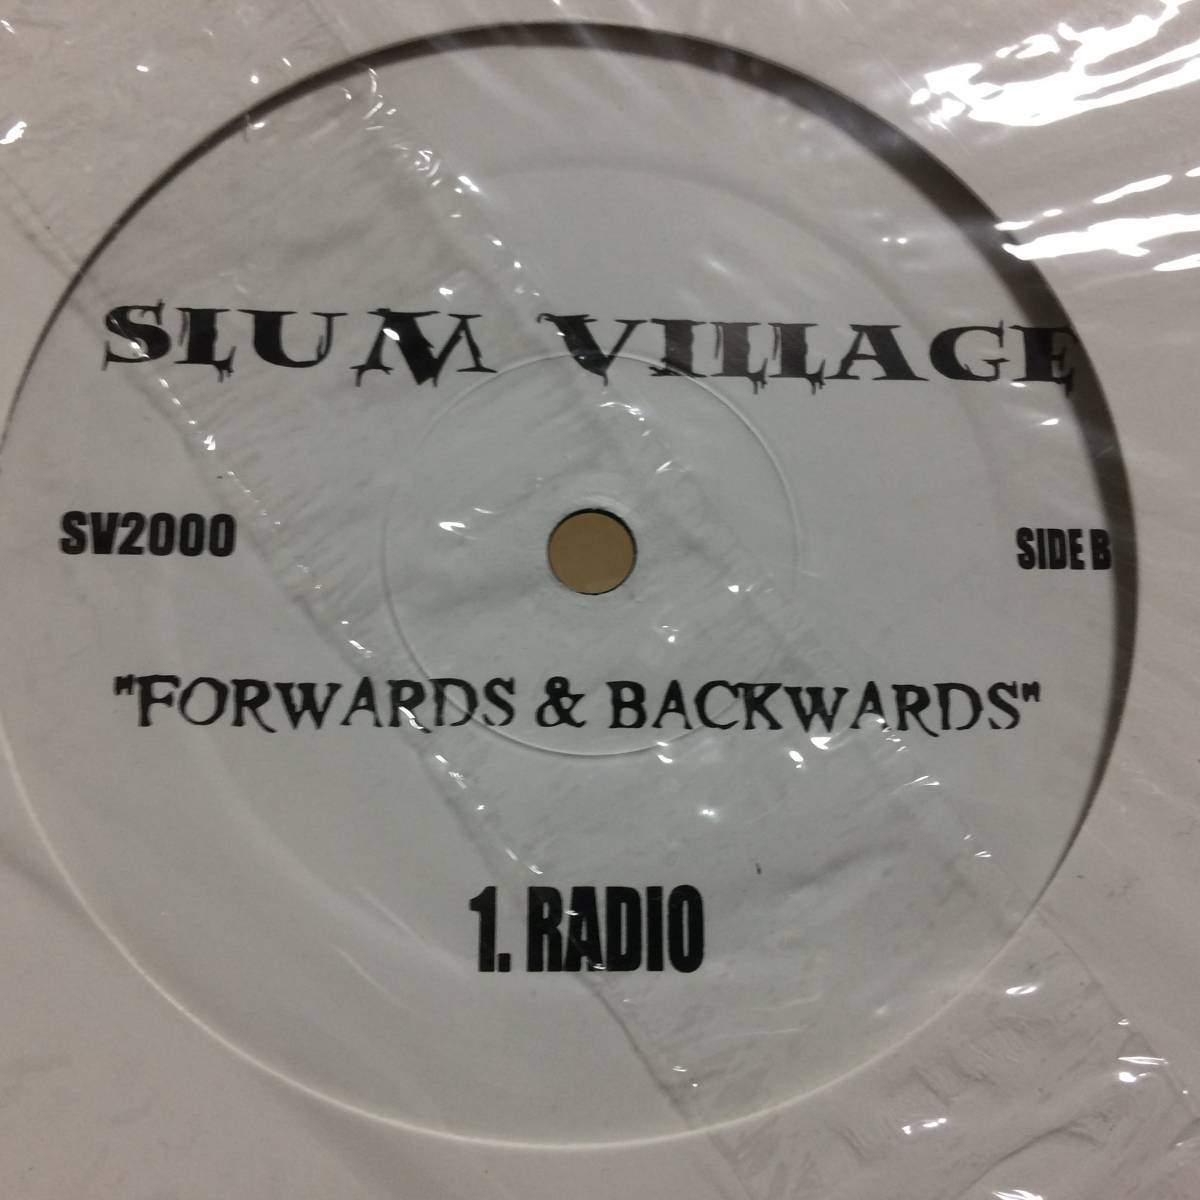 SLUM VILLAGE
SV2000
SIDE B
"FORWARDS & BACKWARDS"
1. RADIO